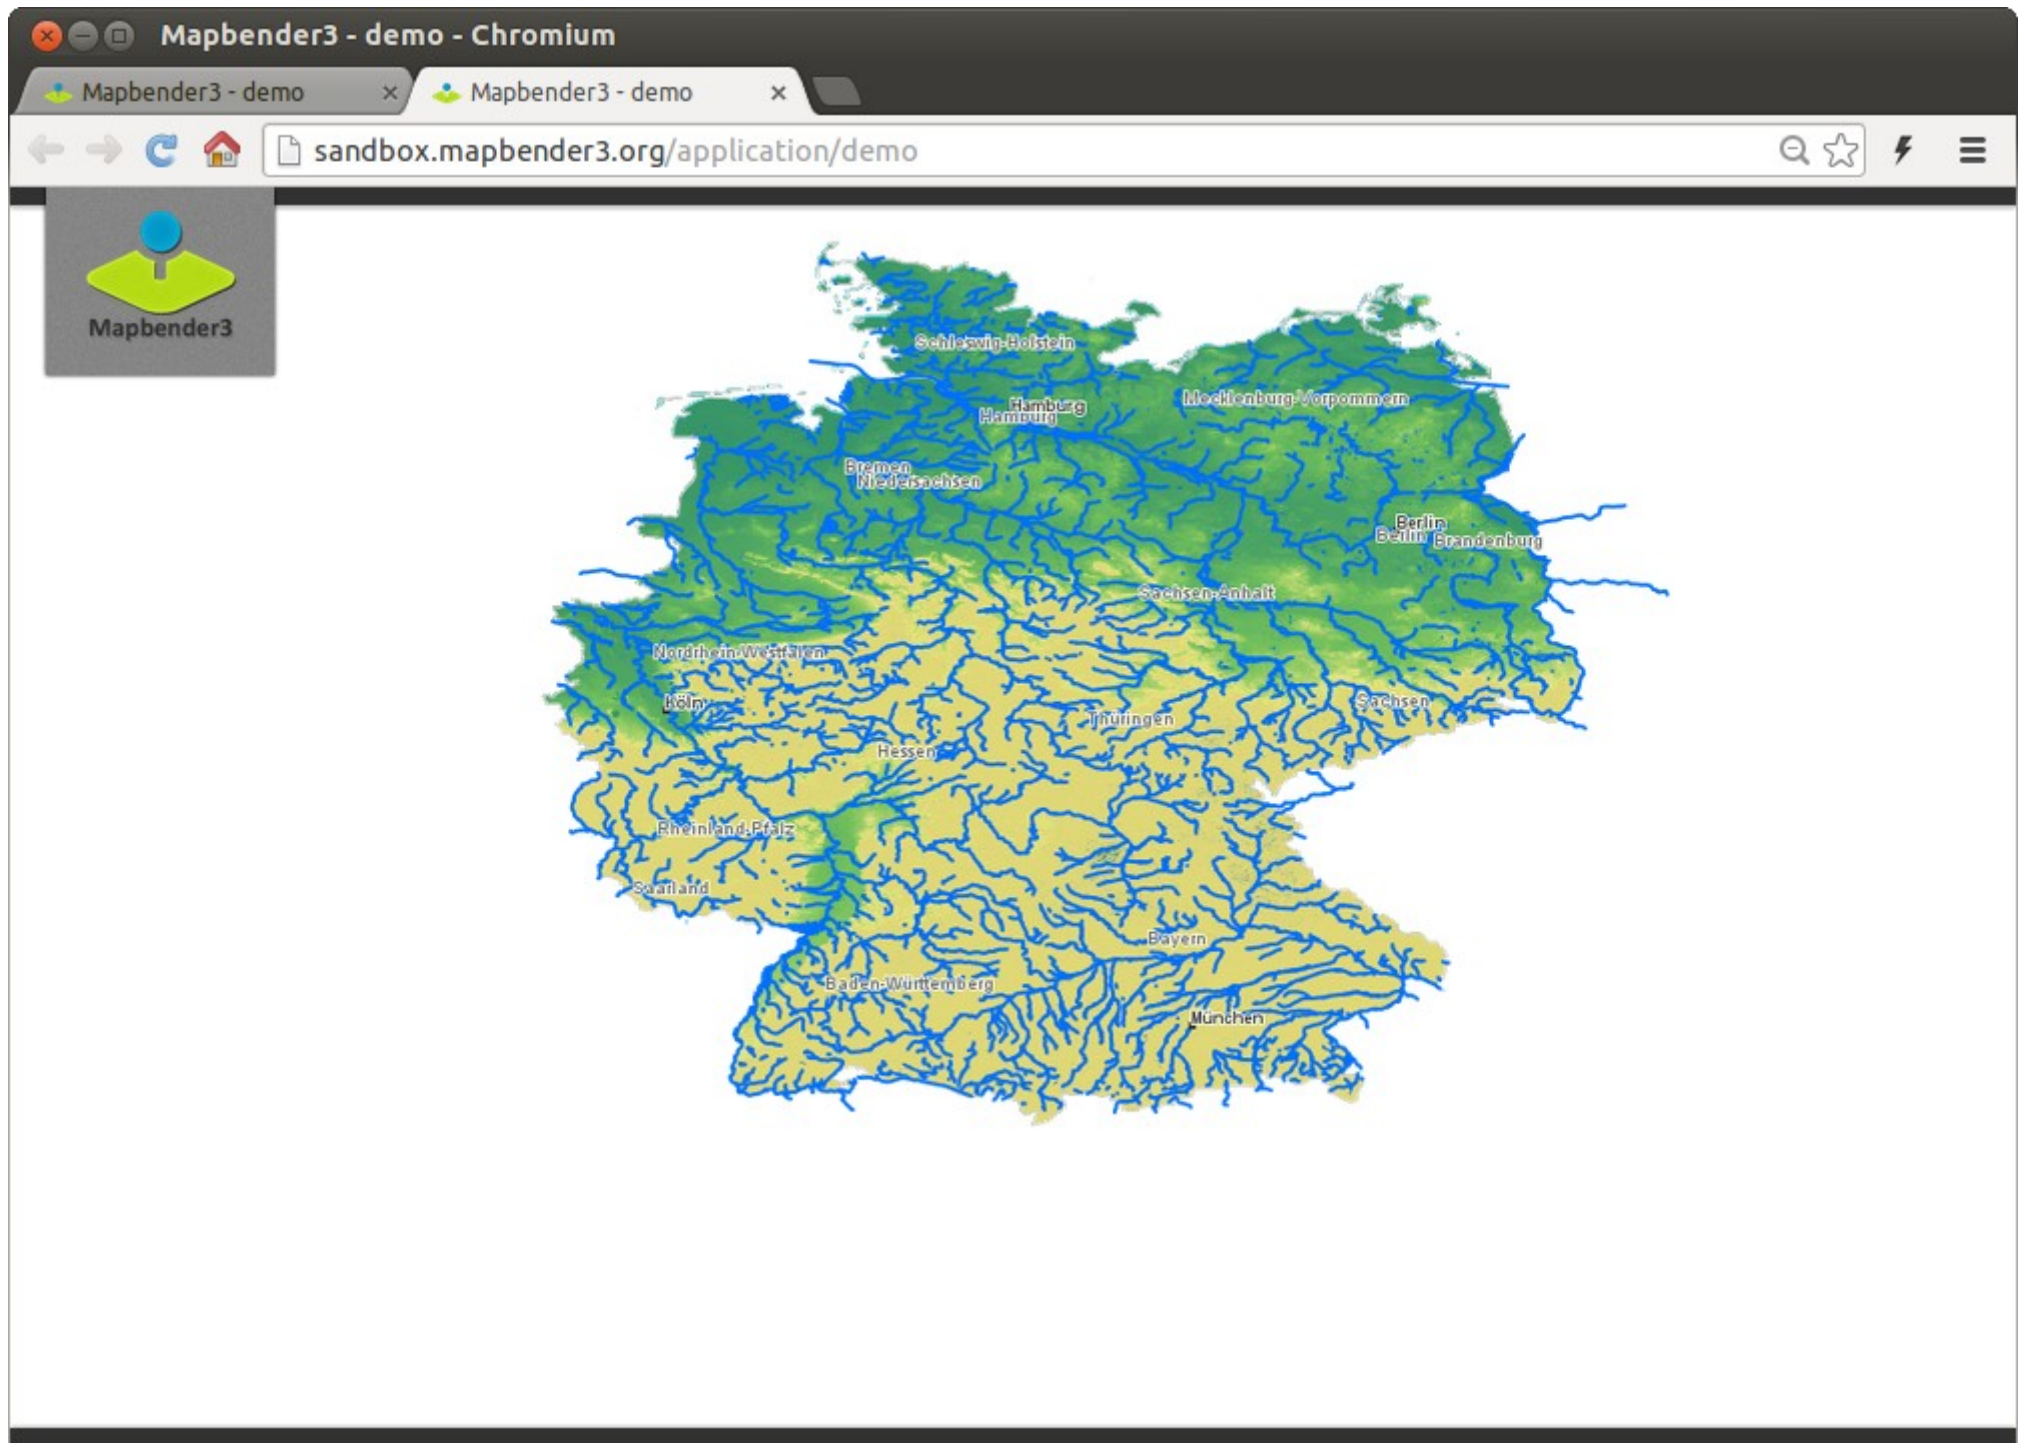 Mapbender3 - demo - Chromium
Mapbender3 - demo
Mapbender3 - demo
sandbox.mapbender3.org/application/demo
Mapbender3
Schleswig-Holstein
Mecklenburg-Vorpommern
Hamburg
Hamburg
Bremen
Niedersachsen
Berlin
Berlin
Brandenburg
Sachsen-Anhalt
Nordrhein-Westfalen
Köln
Sachsen
Thüringen
Hessen
Rheinland-Pfalz
Saarland
Bayern
Baden-Württemberg
München